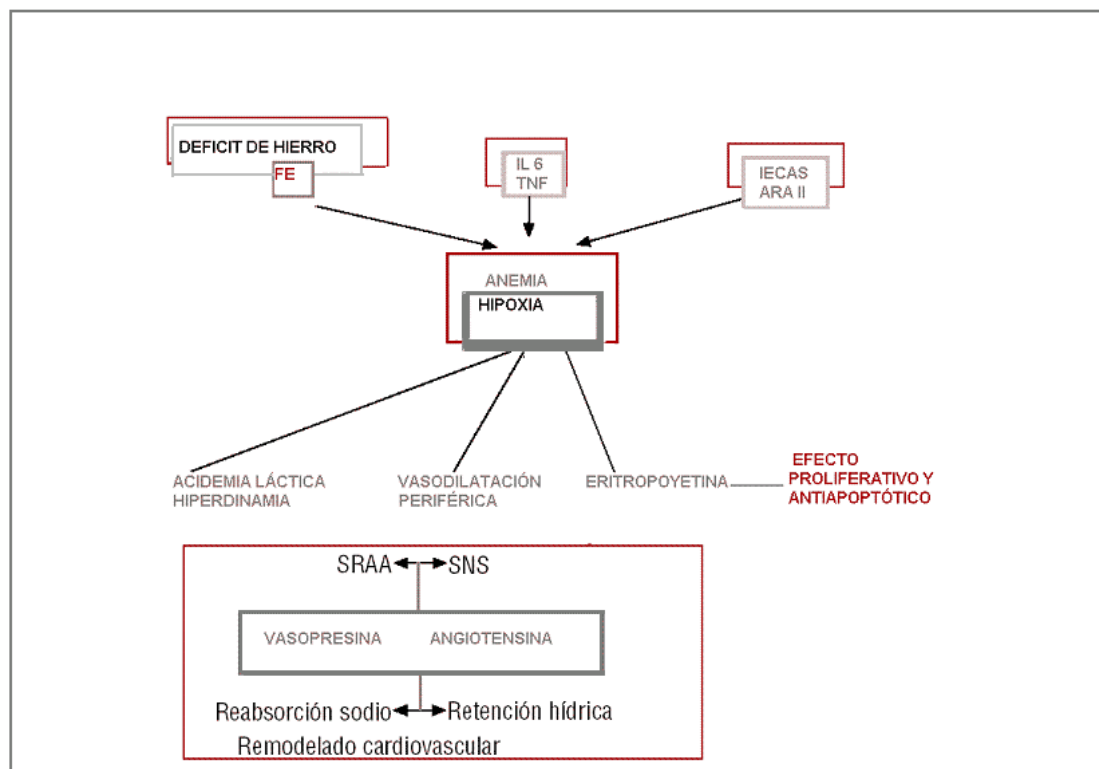 DEFICIT DE HIERRO
FE
IL 6
TNF
IECAS
ARA II
ANEMIA
HIPOXIA
ACIDEMIA LÁCTICA
HIPERDINAMIA
VASODILATACIÓN
PERIFÉRICA
ERITROPOYETINA
EFECTO
PROLIFERATIVO Y
ANTIAPOPTÓTICO
SRAA SNS
VASOPRESINA ANGIOTENSINA
Reabsorción sodio Retención hídrica
Remodelado cardiovascular